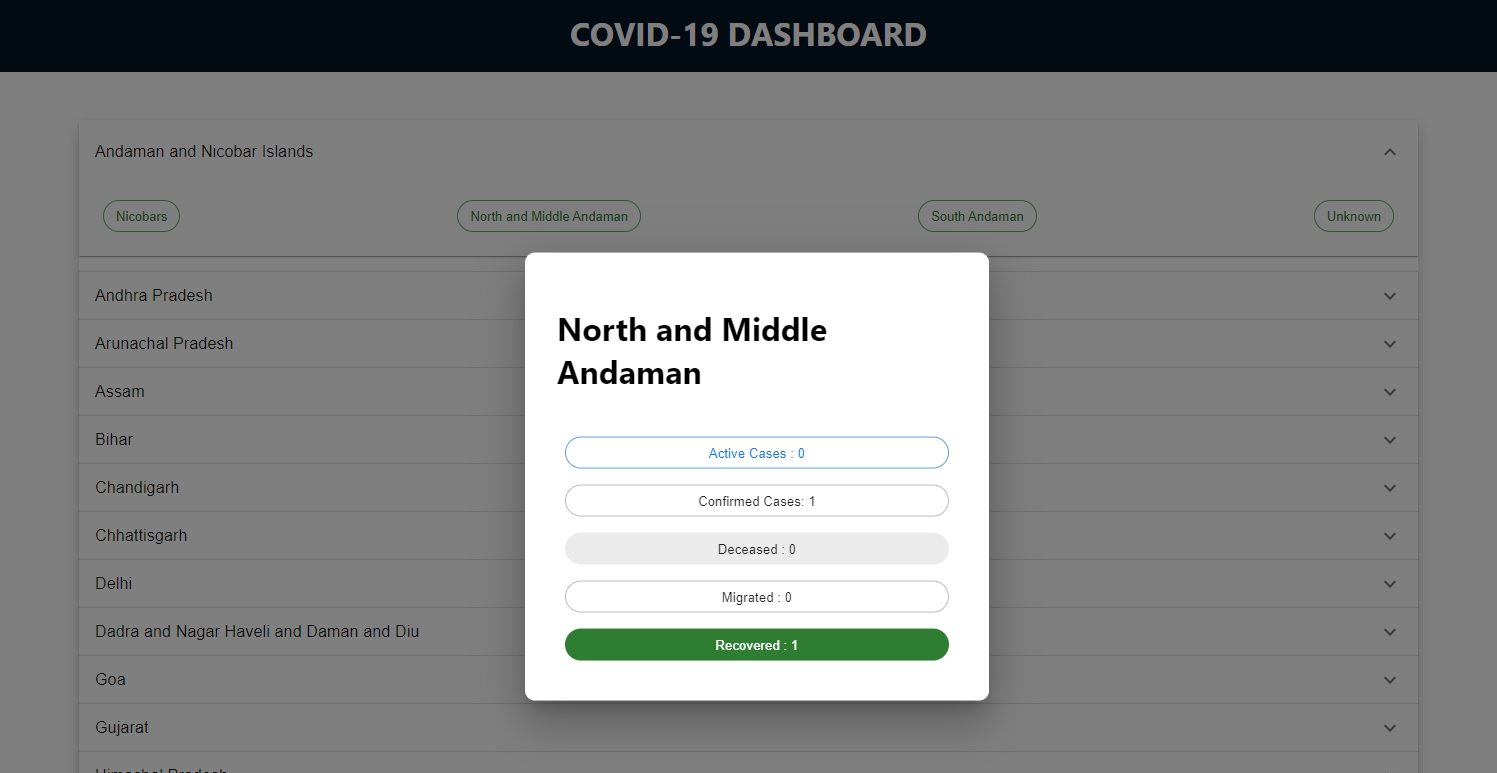 COVID-19 DASHBOARD
Andaman and Nicobar Islands
Nicobars
North and Middle Andaman
South Andaman
Unknown
Andhra Pradesh
Arunachal Pradesh
Assam
Bihar
Chandigarh
Chhattisgarh
Delhi
Dadra and Nagar Haveli and Daman and Diu
Goa
Gujarat
Himachal Pradesh
North and Middle
Andaman
Active Cases : 0
Confirmed Cases: 1
Deceased : 0
Migrated : 0
Recovered : 1